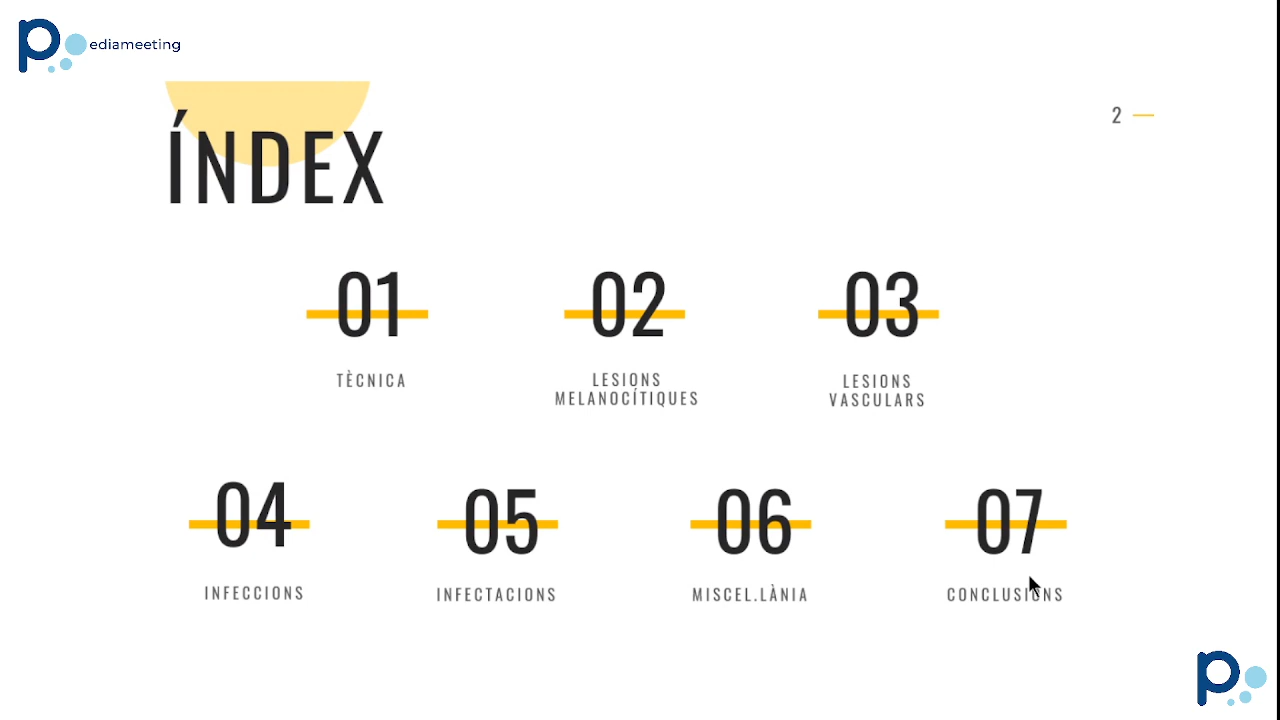 ediameeting
2
ÍNDEX
01
TÈCNICA
02
LESIONS
MELANOCÍTIQUES
03
LESIONS
VASCULARS
04
INFECCIONS
05
INFECTACIONS
06
MISCEL.LÀNIA
07
CONCLUSIONS